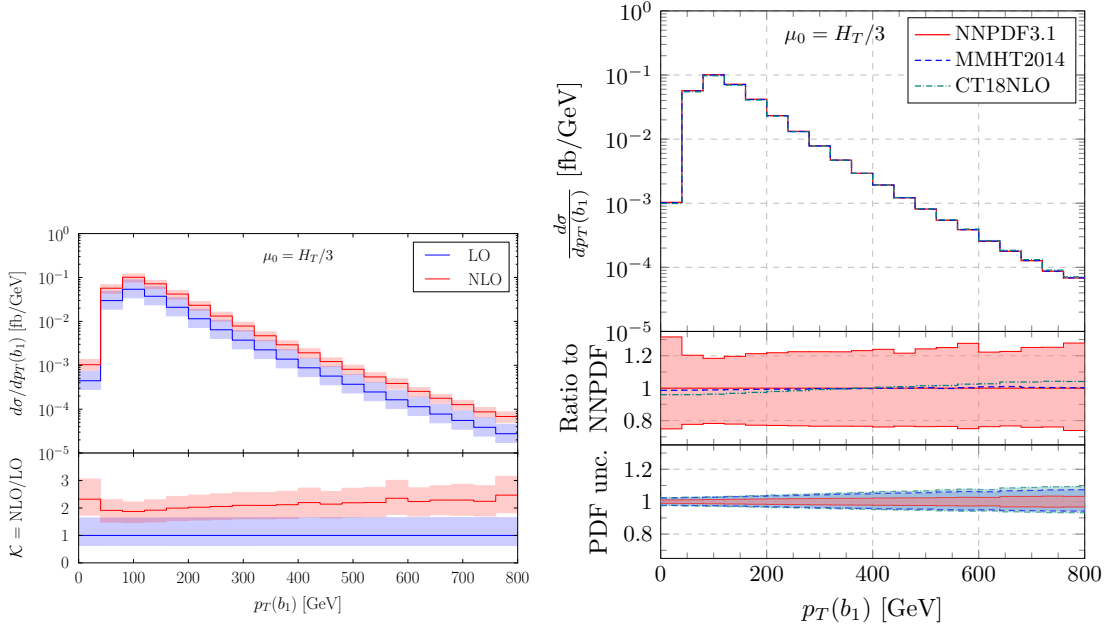 10^0
10^-1
10^-2
10^-3
10^-4
10^-5
dσ/dp_T(b_1) [fb/GeV]
μ_0 = H_T/3
LO
NLO
3
2
1
0
K = NLO/LO
0 100 200 300 400 500 600 700 800
p_T(b_1) [GeV]
10^0
10^-1
10^-2
10^-3
10^-4
10^-5
dσ/dp_T(b_1) [fb/GeV]
μ_0 = H_T/3
NNPDF3.1
MMHT2014
CT18NLO
1.2
1.0
0.8
Ratio to
NNPDF
1.2
1.0
0.8
PDF unc.
0 200 400 600 800
p_T(b_1) [GeV]